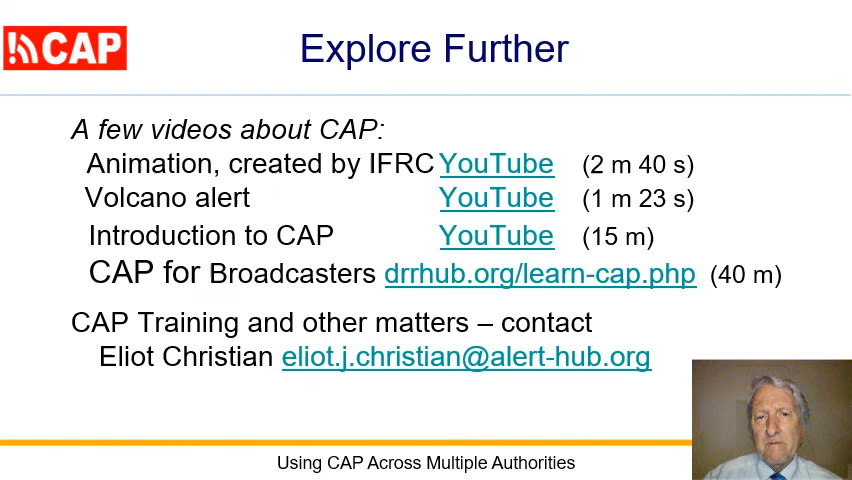 CAP
Explore Further
A few videos about CAP:
Animation, created by IFRC YouTube (2 m 40 s)
Volcano alert YouTube (1 m 23 s)
Introduction to CAP YouTube (15 m)
CAP for Broadcasters drrhub.org/learn-cap.php (40 m)
CAP Training and other matters – contact
Eliot Christian eliot.j.christian@alert-hub.org
Using CAP Across Multiple Authorities